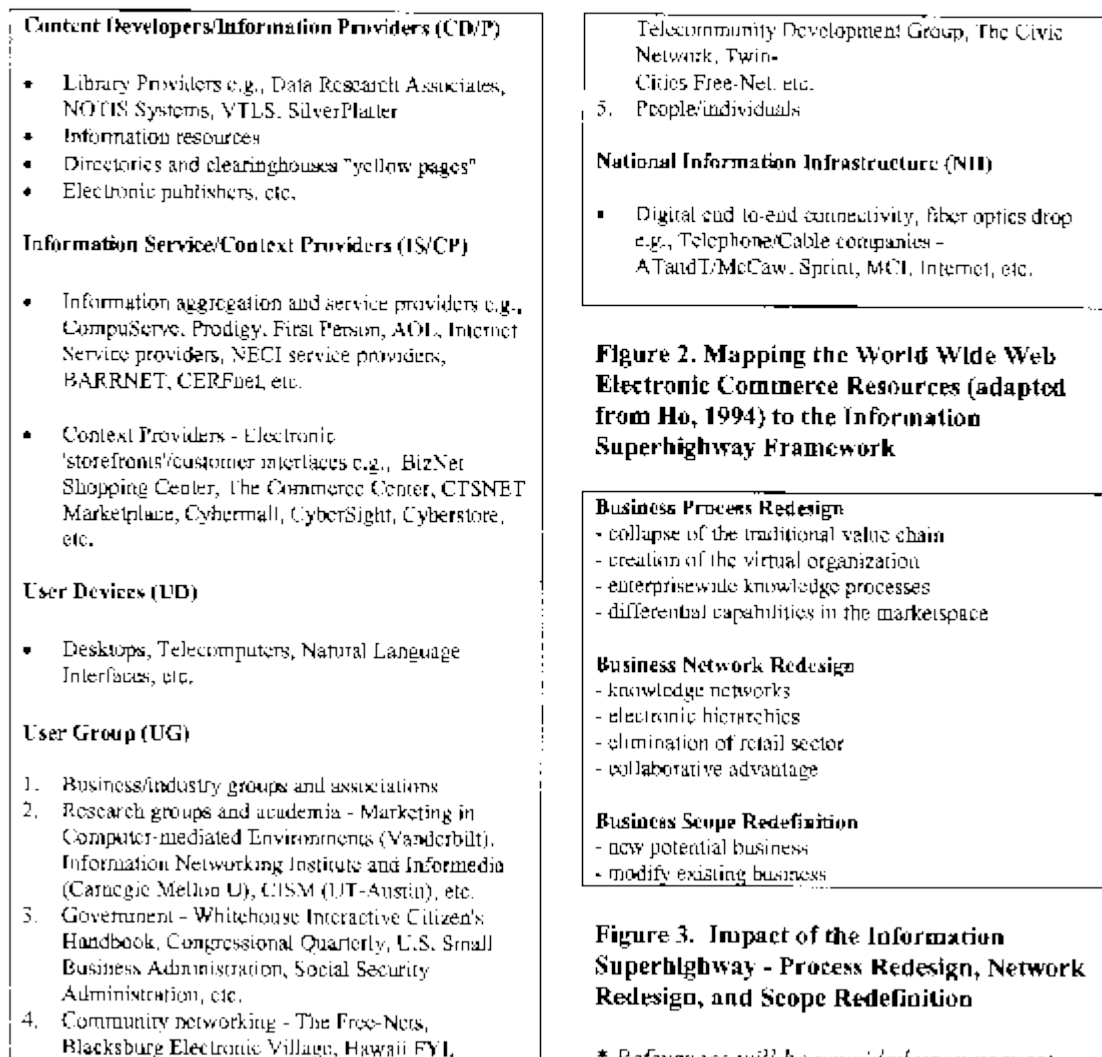 Content Developers/Information Providers (CD/P)
• Library Providers e.g., Data Research Associates,
NOTIS Systems, VTLS, SilverPlatter
• Information resources
• Directories and clearinghouses "yellow pages"
• Electronic publishers, etc.
Information Service/Context Providers (IS/CP)
• Information aggregation and service providers e.g.,
CompuServe, Prodigy, First Person, AOL, Internet
Service providers, NECI service providers,
BARRNET, CERFnet, etc.
• Context Providers - Electronic
'storefronts'/customer interfaces e.g., BizNet
Shopping Center, The Commerce Center, CTSNET
Marketplace, Cybermall, CyberSight, Cyberstore,
etc.
User Devices (UD)
• Desktops, Telecomputers, Natural Language
Interfaces, etc.
User Group (UG)
1. Business/industry groups and associations
2. Research groups and academia - Marketing in
Computer-mediated Environments (Vanderbilt),
Information Networking Institute and Informedia
(Carnegie Mellon U), CISM (UT-Austin), etc.
3. Government - Whitehouse Interactive Citizen's
Handbook, Congressional Quarterly, U.S. Small
Business Administration, Social Security
Administration, etc.
4. Community networking - The Free-Nets,
Blacksburg Electronic Village, Hawaii FYI,
Telecommunity Development Group, The Civic
Network, Twin-
Cities Free-Net, etc.
5. People/individuals
National Information Infrastructure (NII)
• Digital end to-end connectivity, fiber optics drop
e.g., Telephone/Cable companies -
ATandT/McCaw, Sprint, MCI, Internet, etc.
Figure 2. Mapping the World Wide Web
Electronic Commerce Resources (adapted
from Ho, 1994) to the Information
Superhighway Framework
Business Process Redesign
- collapse of the traditional value chain
- creation of the virtual organization
- enterprisewide knowledge processes
- differential capabilities in the marketspace
Business Network Redesign
- knowledge networks
- electronic hierarchies
- elimination of retail sector
- collaborative advantage
Business Scope Redefinition
- new potential business
- modify existing business
Figure 3. Impact of the Information
Superhighway - Process Redesign, Network
Redesign, and Scope Redefinition
* References will be